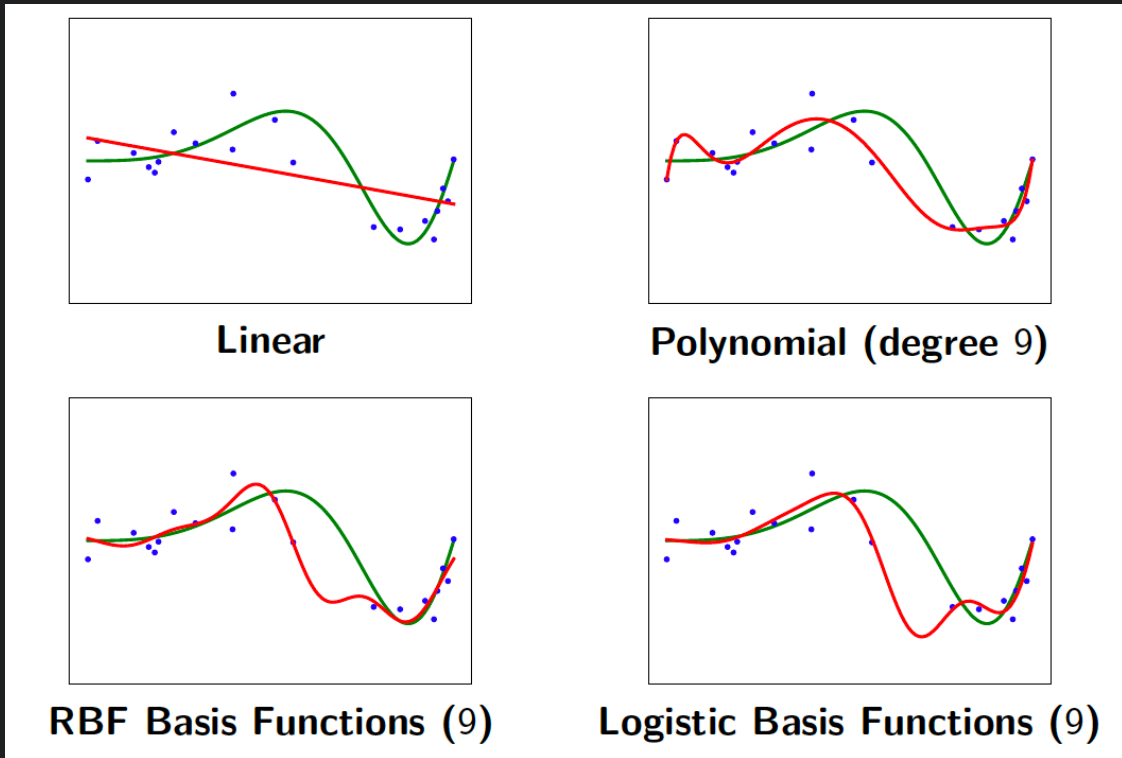 Linear
Polynomial (degree 9)
RBF Basis Functions (9)
Logistic Basis Functions (9)